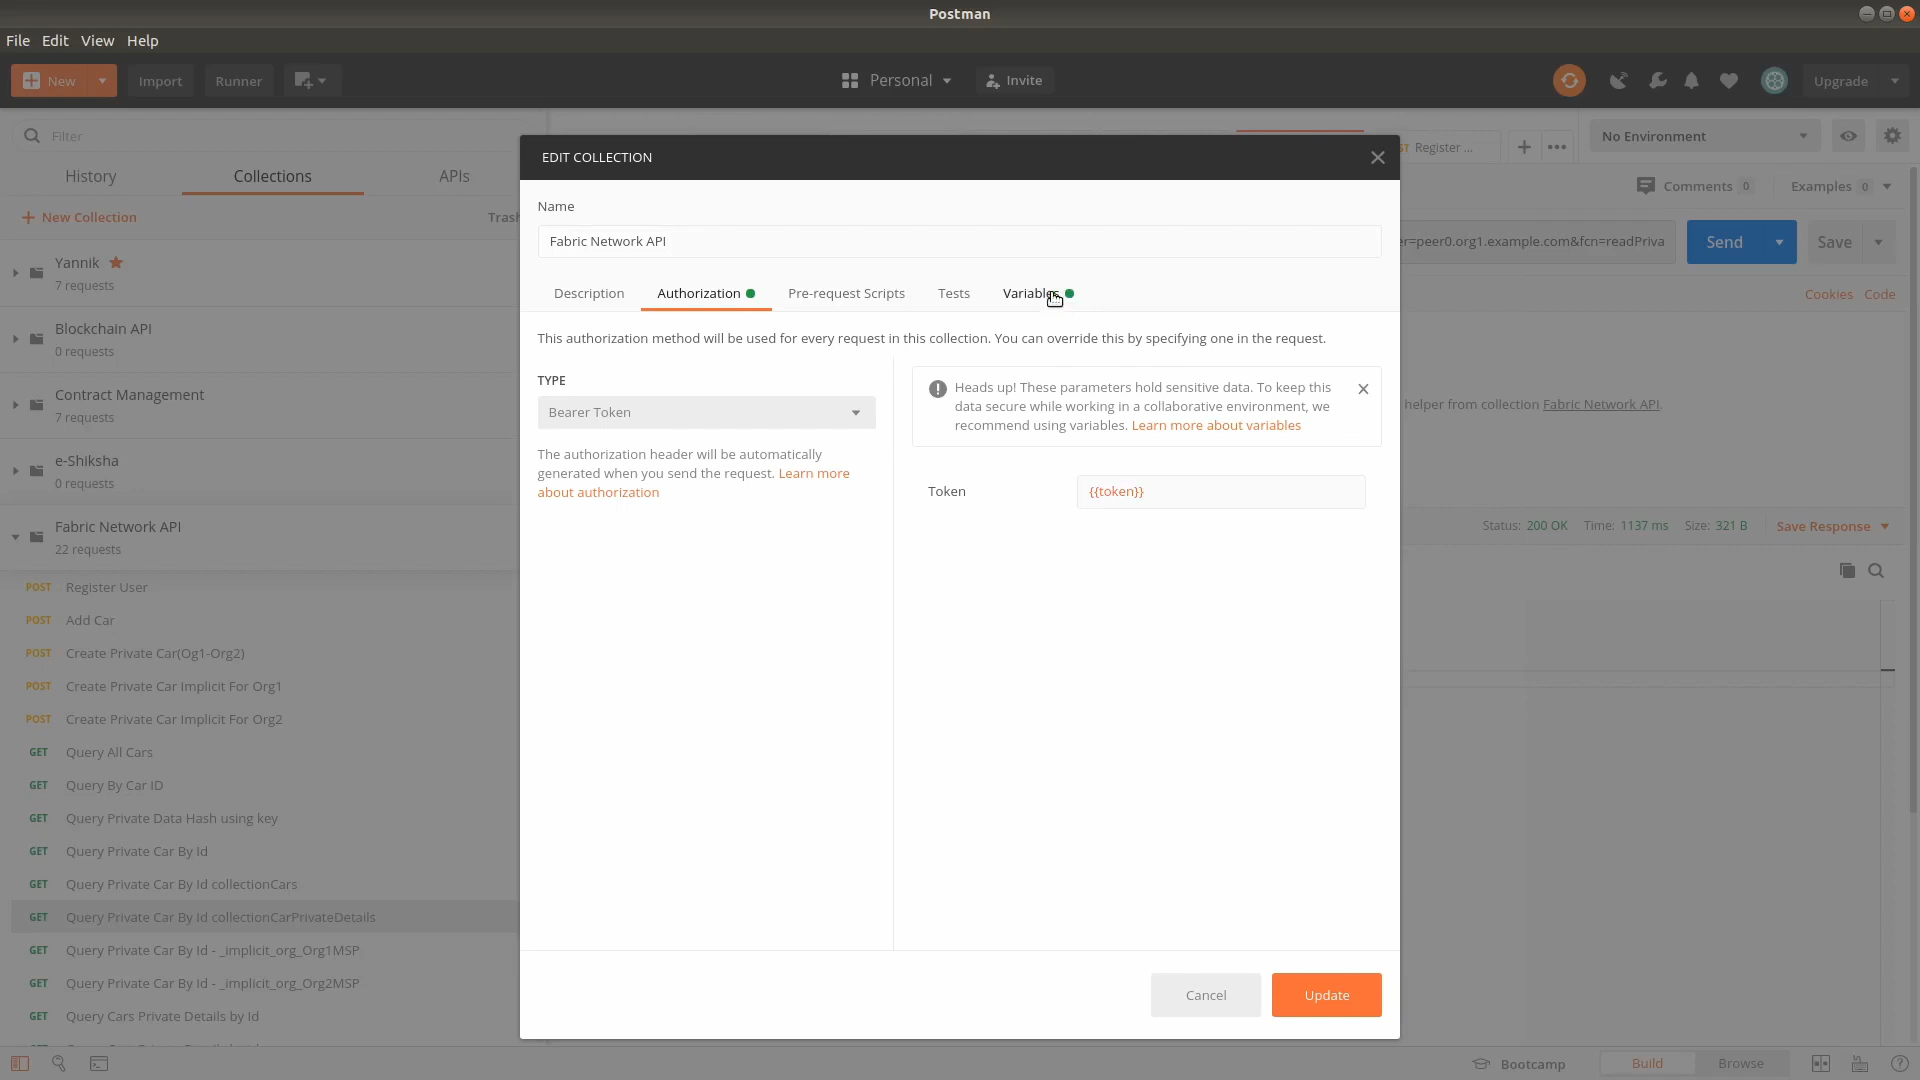 Postman
File Edit View Help
New Import Runner Personal Invite Upgrade
Filter
History Collections APIs
New Collection Trash
Yannik
7 requests
Blockchain API
0 requests
Contract Management
7 requests
e-Shiksha
0 requests
Fabric Network API
22 requests
POST Register User
POST Add Car
POST Create Private Car(Og1-Org2)
POST Create Private Car Implicit For Org1
POST Create Private Car Implicit For Org2
GET Query All Cars
GET Query By Car ID
GET Query Private Data Hash using key
GET Query Private Car By Id
GET Query Private Car By Id collectionCars
GET Query Private Car By Id collectionCarPrivateDetails
GET Query Private Car By Id - _implicit_org_Org1MSP
GET Query Private Car By Id - _implicit_org_Org2MSP
GET Query Cars Private Details by Id
GET
EDIT COLLECTION
Name
Fabric Network API
Description Authorization Pre-request Scripts Tests Variables
This authorization method will be used for every request in this collection. You can override this by specifying one in the request.
TYPE
Bearer Token
The authorization header will be automatically
generated when you send the request. Learn more
about authorization
Heads up! These parameters hold sensitive data. To keep this
data secure while working in a collaborative environment, we
recommend using variables. Learn more about variables
Token {{token}}
Cancel Update
Register ... No Environment
Comments 0 Examples 0
er=peer0.org1.example.com&fcn=readPriva Send Save
Cookies Code
helper from collection Fabric Network API.
Status: 200 OK Time: 1137 ms Size: 321 B Save Response
Bootcamp Build Browse